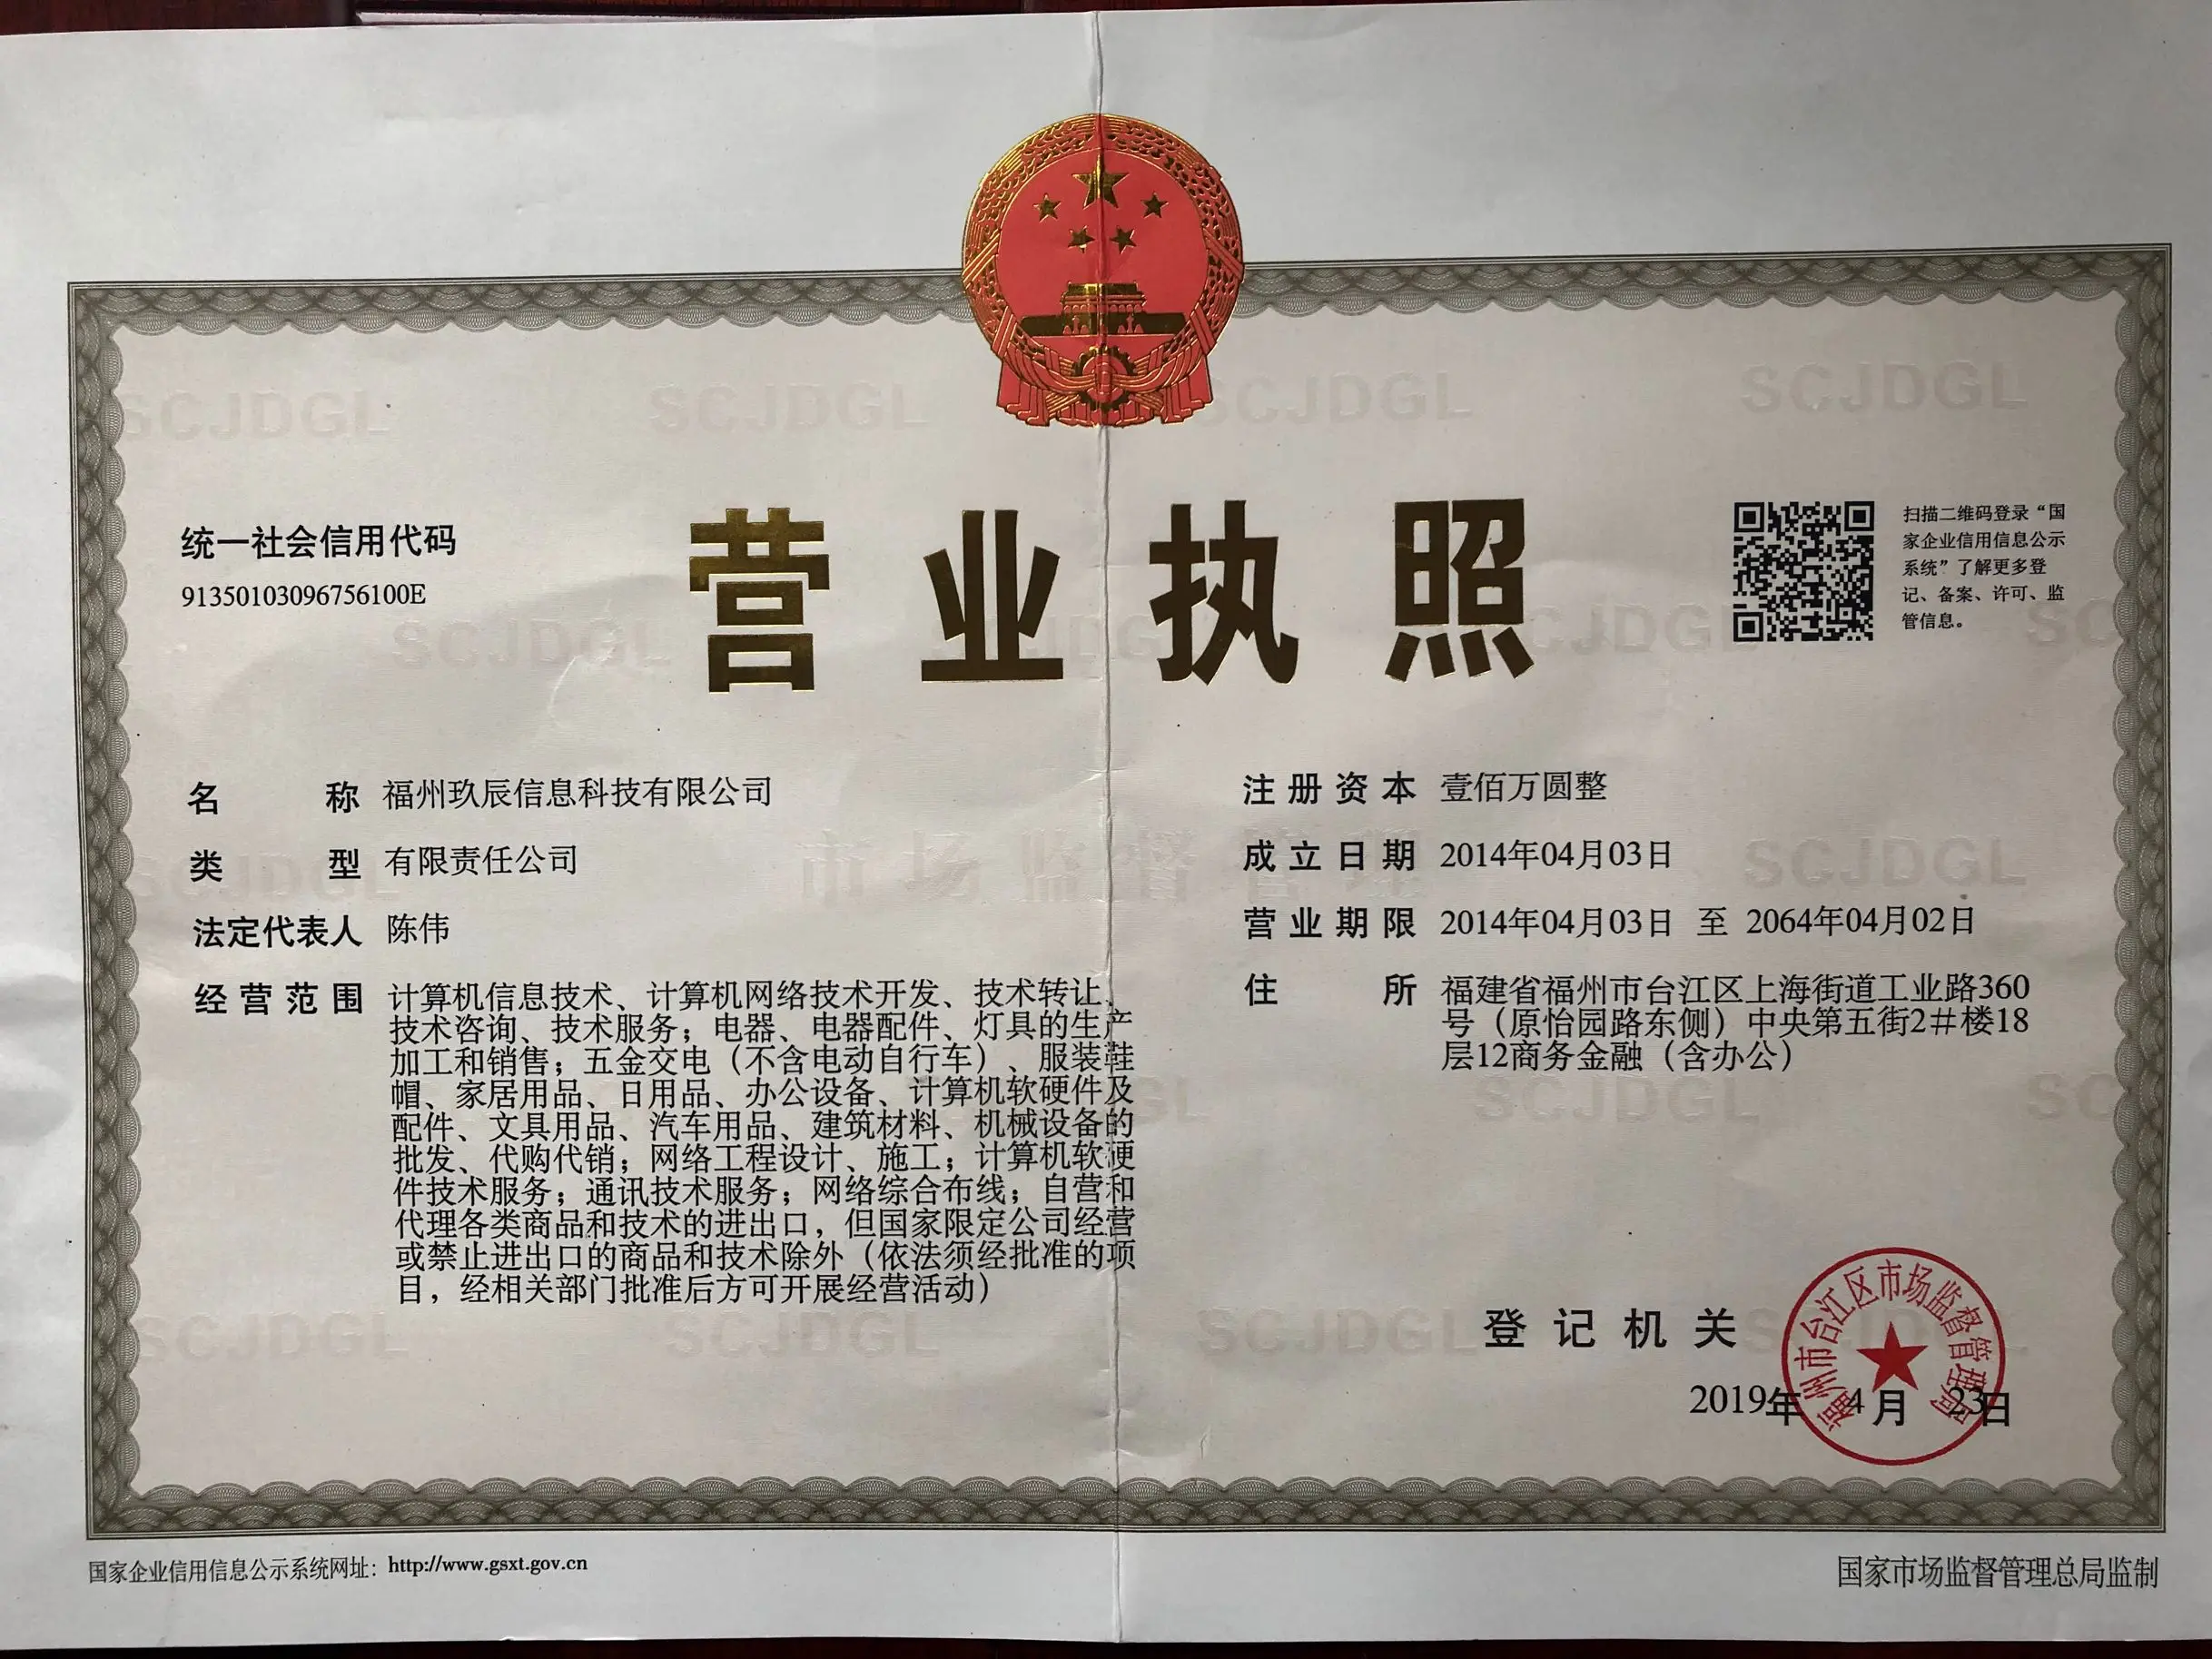 统一社会信用代码
91350103096756100E
营业执照
扫描二维码登录“国
家企业信用信息公示
系统”了解更多登
记、备案、许可、监
管信息。
名称 福州玖辰信息科技有限公司
类型 有限责任公司
法定代表人 陈伟
经营范围 计算机信息技术、计算机网络技术开发、技术转让、
技术咨询、技术服务；电器、电器配件、灯具的生产
加工和销售；五金交电（不含电动自行车）、服装鞋
帽、家居用品、日用品、办公设备、计算机软硬件及
配件、文具用品、汽车用品、建筑材料、机械设备的
批发、代购代销；网络工程设计、施工；计算机软硬
件技术服务；通讯技术服务；网络综合布线；自营和
代理各类商品和技术的进出口，但国家限定公司经营
或禁止进出口的商品和技术除外（依法须经批准的项
目，经相关部门批准后方可开展经营活动）
注册资本 壹佰万圆整
成立日期 2014年04月03日
营业期限 2014年04月03日 至 2064年04月02日
住所 福建省福州市台江区上海街道工业路360
号（原怡园路东侧）中央第五街2＃楼18
层12商务金融（含办公）
登记机关
福州市台江区市场监督管理局
2019年 4月 23日
SCJDGL
市场监督管理
国家企业信用信息公示系统网址：http://www.gsxt.gov.cn
国家市场监督管理总局监制